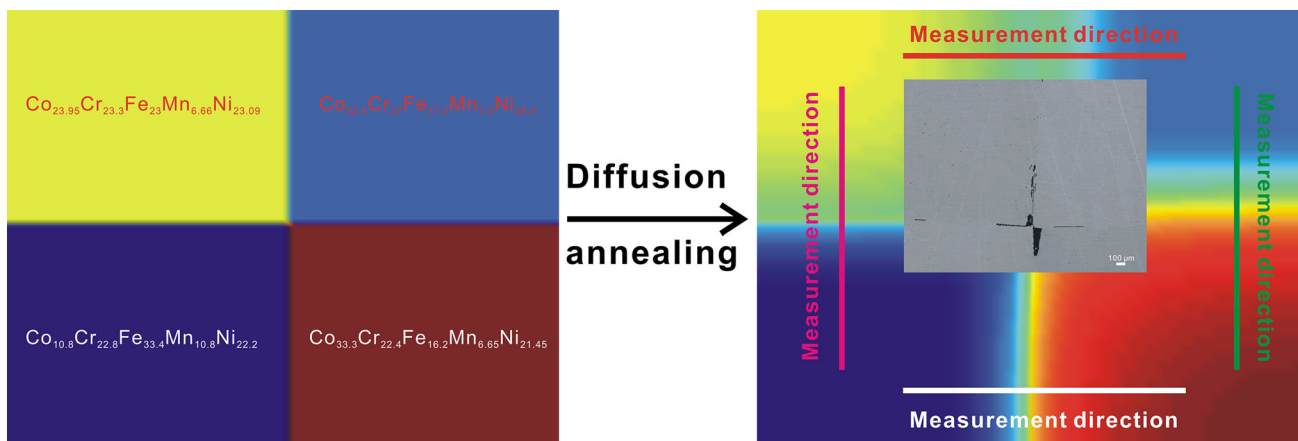 Co23.95Cr23.3Fe23Mn6.66Ni23.09
Co10.8Cr22.8Fe33.4Mn10.8Ni22.2
Co33.3Cr22.4Fe16.2Mn6.65Ni21.45
Diffusion
annealing
Measurement direction
Measurement direction
Measurement direction
Measurement direction
100 μm